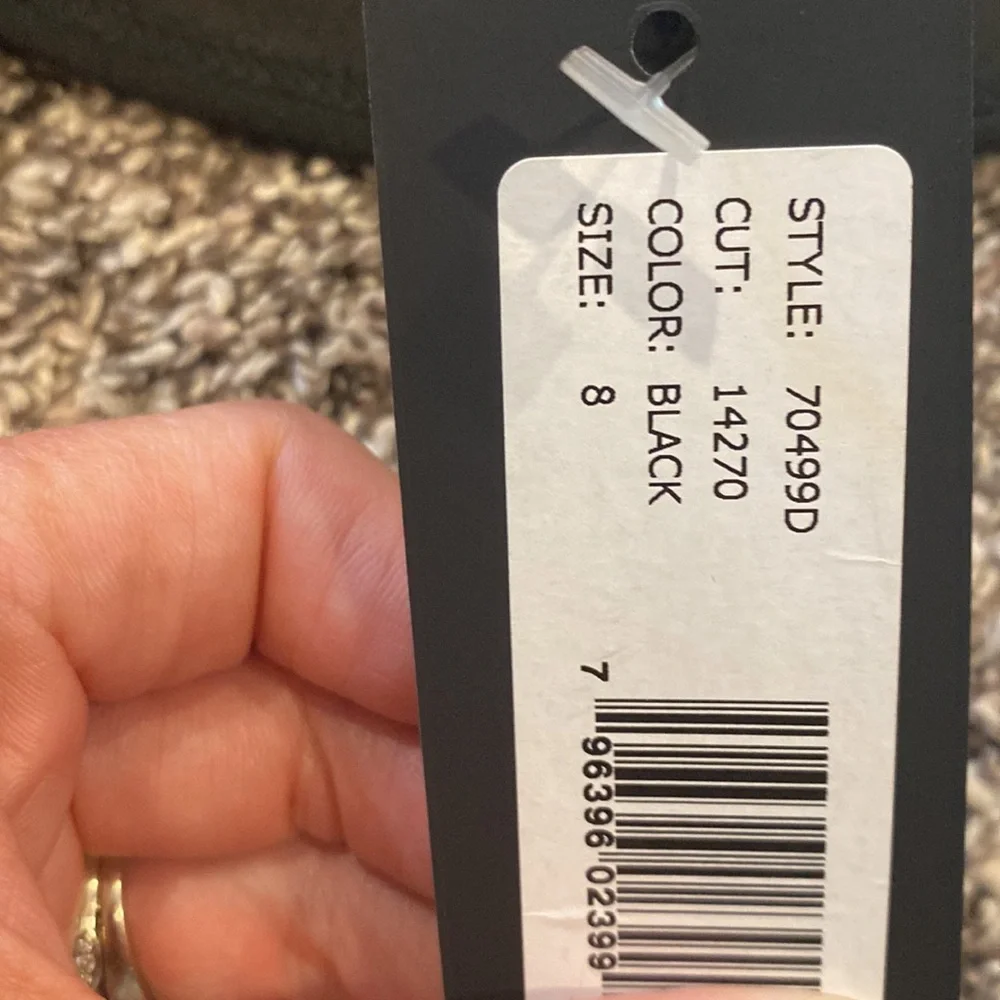 STYLE: 70499D
CUT: 14270
COLOR: BLACK
SIZE: 8
7 96396 02399